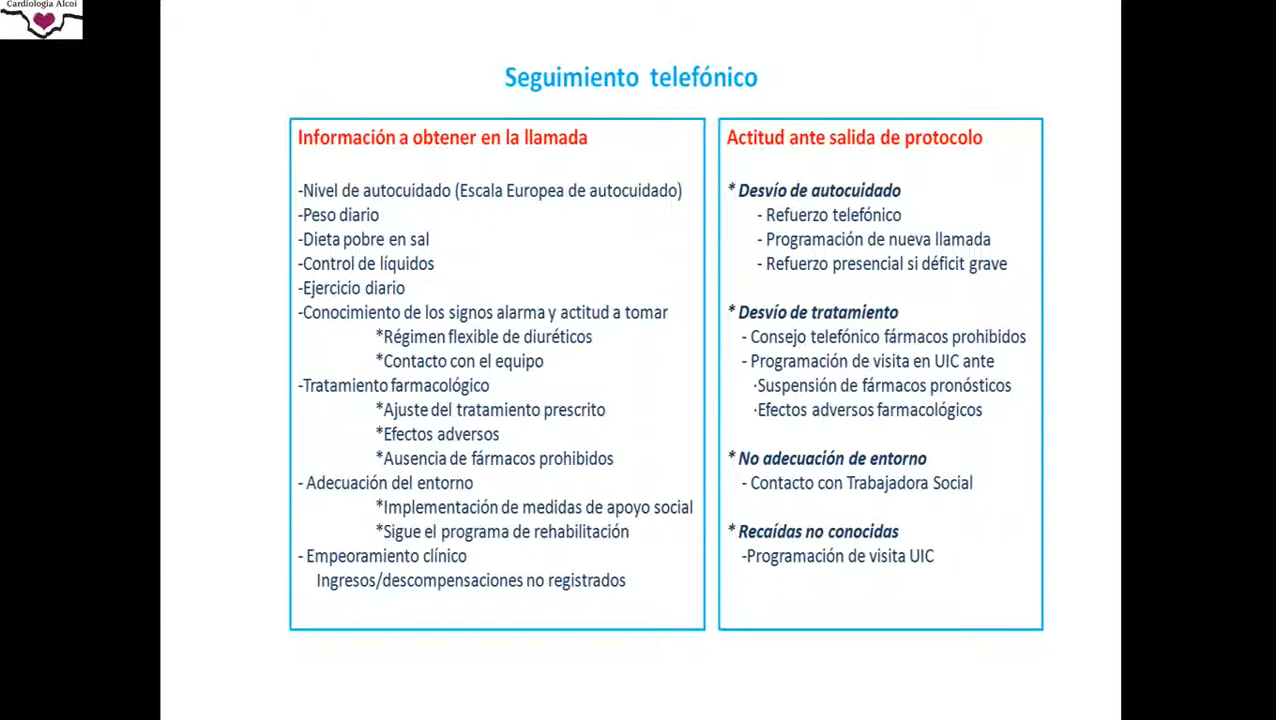 Cardiología Alcoi
Seguimiento telefónico
Información a obtener en la llamada
-Nivel de autocuidado (Escala Europea de autocuidado)
-Peso diario
-Dieta pobre en sal
-Control de líquidos
-Ejercicio diario
-Conocimiento de los signos alarma y actitud a tomar
*Régimen flexible de diuréticos
*Contacto con el equipo
-Tratamiento farmacológico
*Ajuste del tratamiento prescrito
*Efectos adversos
*Ausencia de fármacos prohibidos
- Adecuación del entorno
*Implementación de medidas de apoyo social
*Sigue el programa de rehabilitación
- Empeoramiento clínico
Ingresos/descompensaciones no registrados
Actitud ante salida de protocolo
* Desvío de autocuidado
- Refuerzo telefónico
- Programación de nueva llamada
- Refuerzo presencial si déficit grave
* Desvío de tratamiento
- Consejo telefónico fármacos prohibidos
- Programación de visita en UIC ante
·Suspensión de fármacos pronósticos
·Efectos adversos farmacológicos
* No adecuación de entorno
- Contacto con Trabajadora Social
* Recaídas no conocidas
-Programación de visita UIC